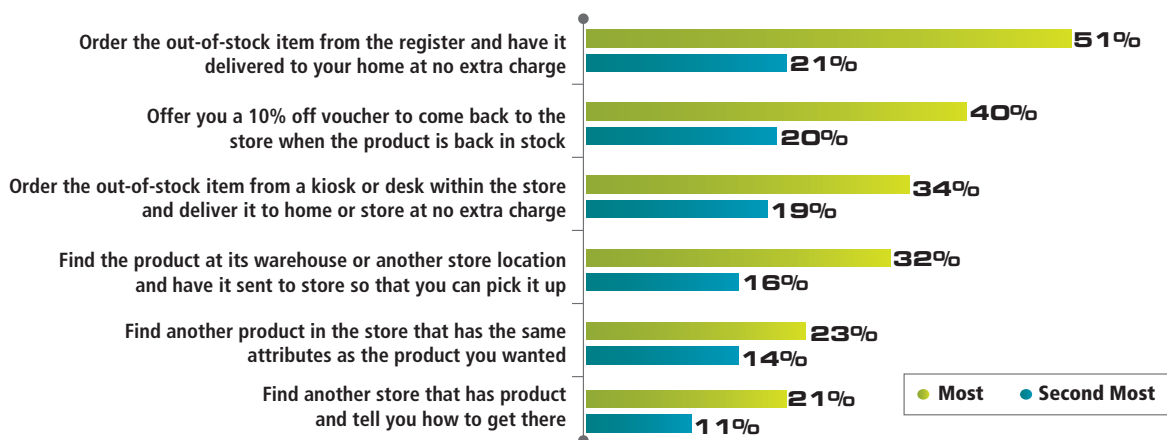 Order the out-of-stock item from the register and have it
delivered to your home at no extra charge
51%
21%
Offer you a 10% off voucher to come back to the
store when the product is back in stock
40%
20%
Order the out-of-stock item from a kiosk or desk within the store
and deliver it to home or store at no extra charge
34%
19%
Find the product at its warehouse or another store location
and have it sent to store so that you can pick it up
32%
16%
Find another product in the store that has the same
attributes as the product you wanted
23%
14%
Find another store that has product
and tell you how to get there
21%
11%
Most Second Most